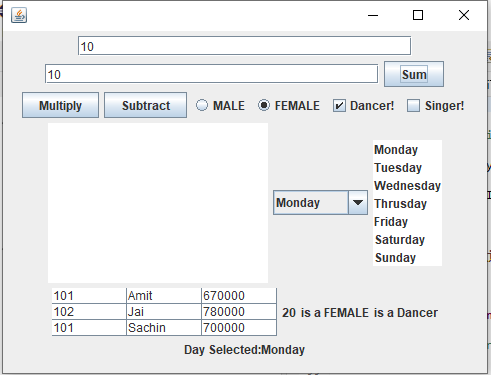 10
10 Sum
Multiply Subtract MALE FEMALE Dancer! Singer!
Monday
Monday
Tuesday
Wednesday
Thrusday
Friday
Saturday
Sunday
101 Amit 670000
102 Jai 780000
101 Sachin 700000
20 is a FEMALE is a Dancer
Day Selected:Monday